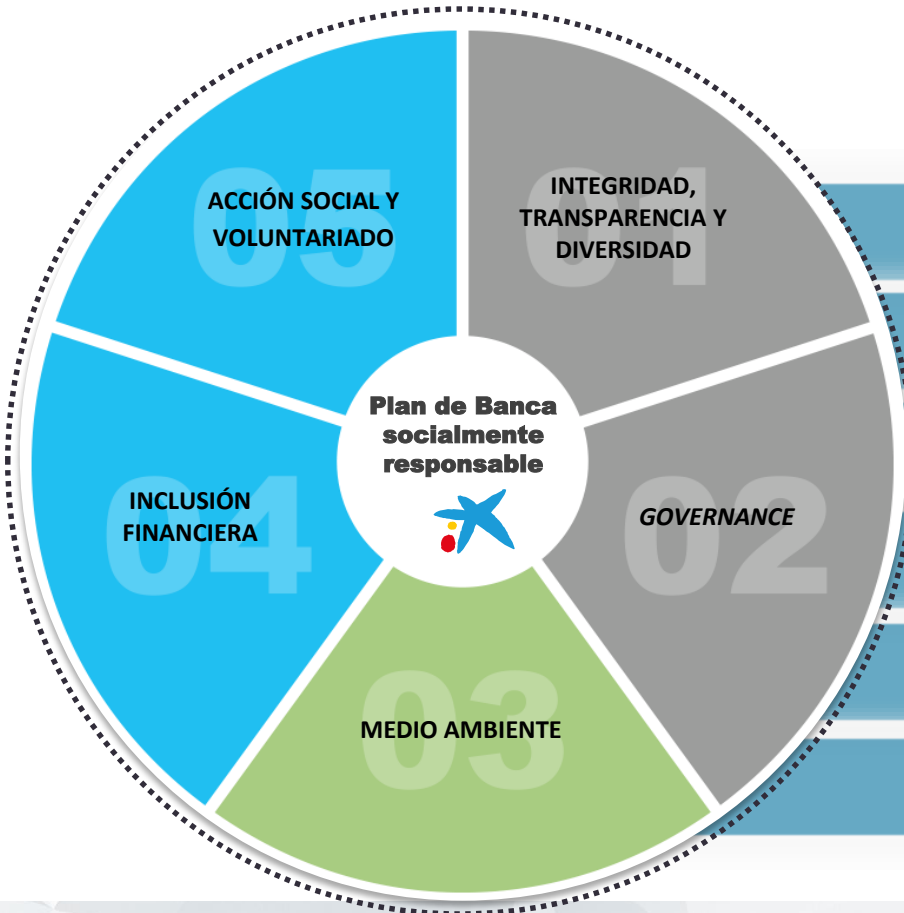 Plan de Banca
socialmente
responsable
01
INTEGRIDAD,
TRANSPARENCIA Y
DIVERSIDAD
02
GOVERNANCE
03
MEDIO AMBIENTE
04
INCLUSIÓN
FINANCIERA
05
ACCIÓN SOCIAL Y
VOLUNTARIADO